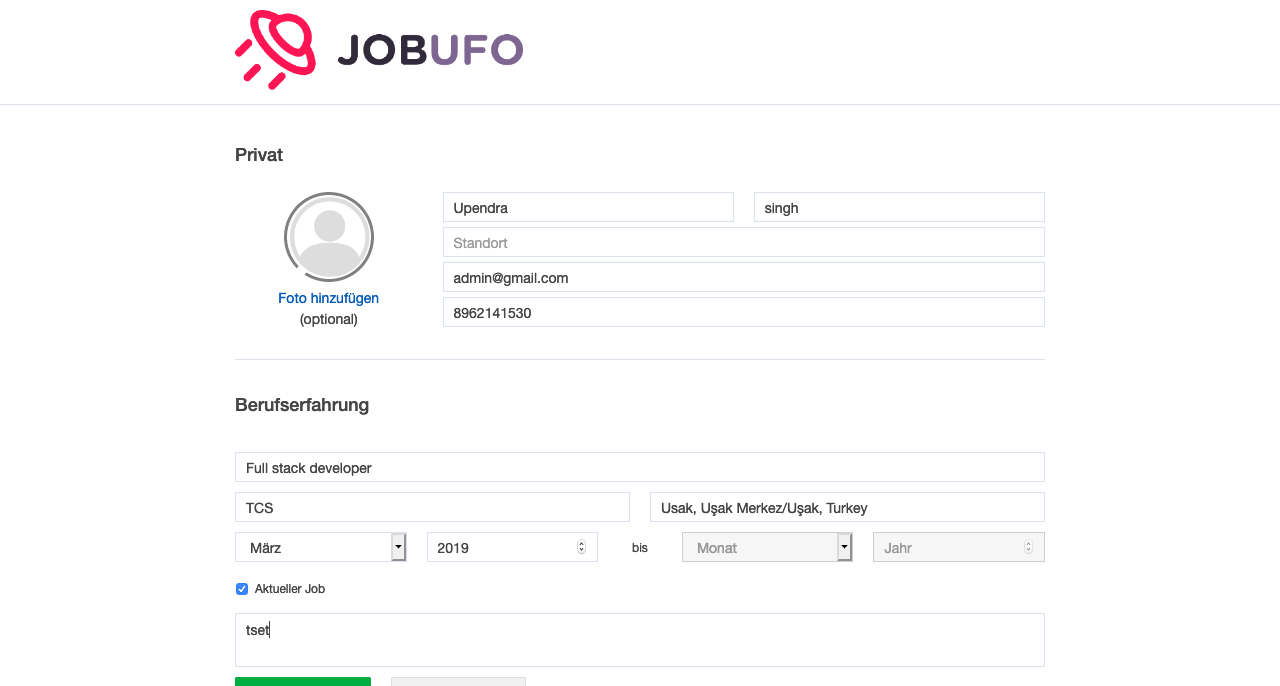 JOBUFO
Privat
Upendra
singh
Standort
admin@gmail.com
8962141530
Foto hinzufügen
(optional)
Berufserfahrung
Full stack developer
TCS
Usak, Uşak Merkez/Uşak, Turkey
März
2019
bis
Monat
Jahr
Aktueller Job
tset